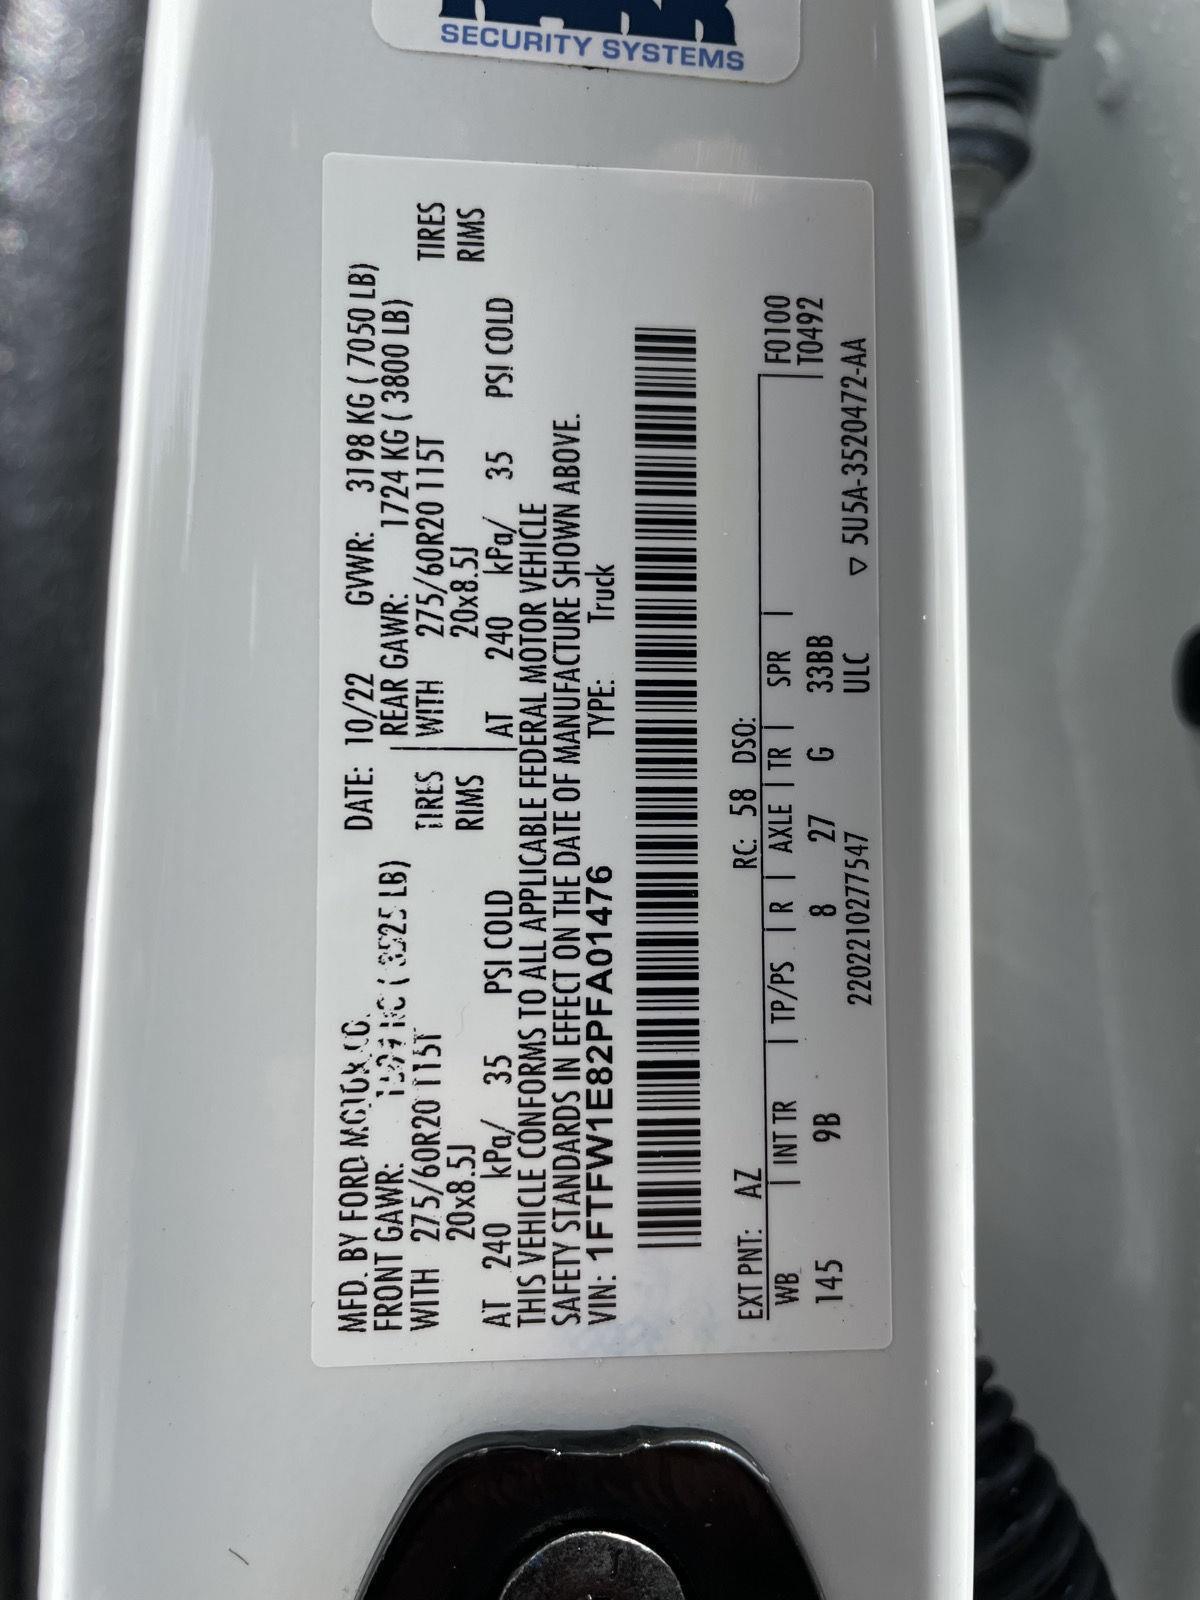 SECURITY SYSTEMS
MFD. BY FORD MOTOR CO.
DATE: 10/22 GVWR: 3198 KG ( 7050 LB)
FRONT GAWR: KG ( 3525 LB) REAR GAWR: 1724 KG ( 3800 LB)
WITH 275/60R20 115T TIRES WITH 275/60R20 115T TIRES
20x8.5J RIMS 20x8.5J RIMS
AT 240 kPa/ 35 PSI COLD AT 240 kPa/ 35 PSI COLD
THIS VEHICLE CONFORMS TO ALL APPLICABLE FEDERAL MOTOR VEHICLE
SAFETY STANDARDS IN EFFECT ON THE DATE OF MANUFACTURE SHOWN ABOVE.
VIN: 1FTFW1E82PFA01476 TYPE: Truck
EXT PNT: AZ RC: 58 DSO:
WB | INT TR | TP/PS | R | AXLE | TR | SPR | F0100
145 9B 8 27 G 33BB T0492
220221027547 ULC ▽ 5U5A-3520472-AA